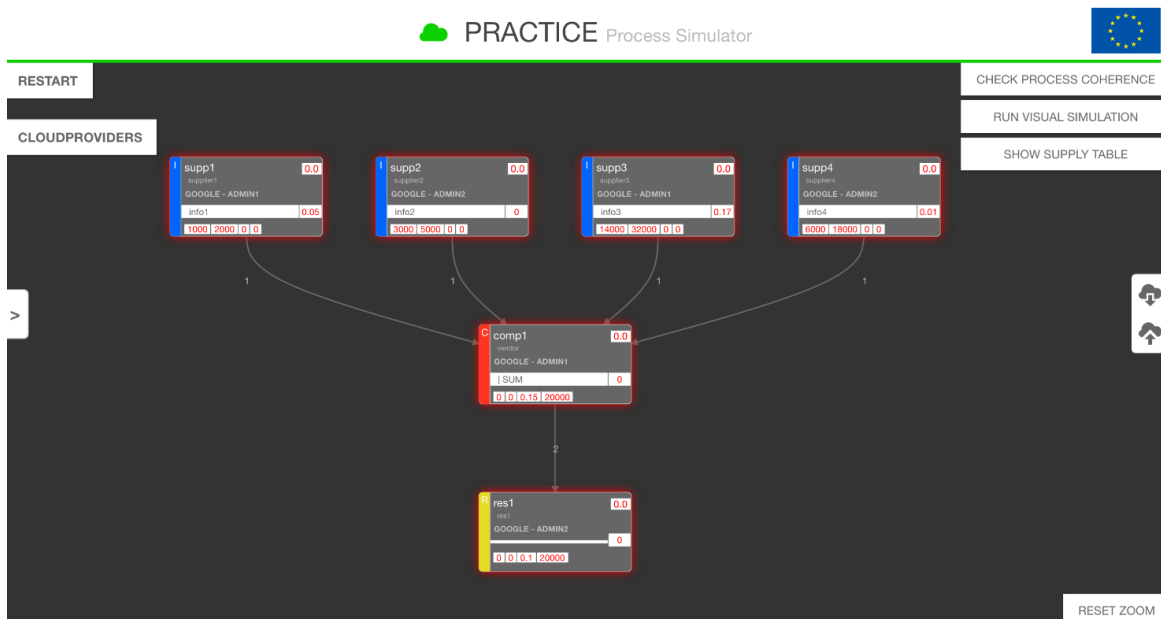 PRACTICE Process Simulator
RESTART
CHECK PROCESS COHERENCE
RUN VISUAL SIMULATION
CLOUDPROVIDERS
SHOW SUPPLY TABLE
I supp1 0.0
supplier1
GOOGLE - ADMIN1
info1 0.05
1000 2000 0 0
I supp2 0.0
supplier2
GOOGLE - ADMIN2
info2 0
3000 5000 0 0
I supp3 0.0
supplier3
GOOGLE - ADMIN1
info3 0.17
14000 32000 0 0
I supp4 0.0
supplier4
GOOGLE - ADMIN2
info4 0.01
6000 18000 0 0
1 1 1 1
>
C comp1 0.0
vendor
GOOGLE - ADMIN1
| SUM 0
0 0 0.15 20000
2
R res1 0.0
res1
GOOGLE - ADMIN2
0
0 0 0.1 20000
RESET ZOOM